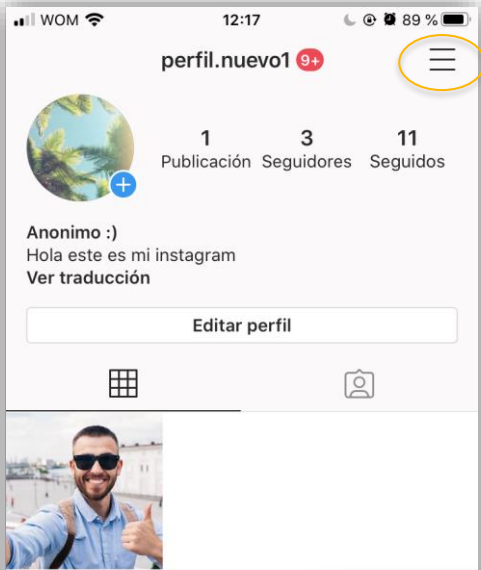 WOM 12:17 89 %
perfil.nuevo1 9+
1 3 11
Publicación Seguidores Seguidos
Anonimo :)
Hola este es mi instagram
Ver traducción
Editar perfil